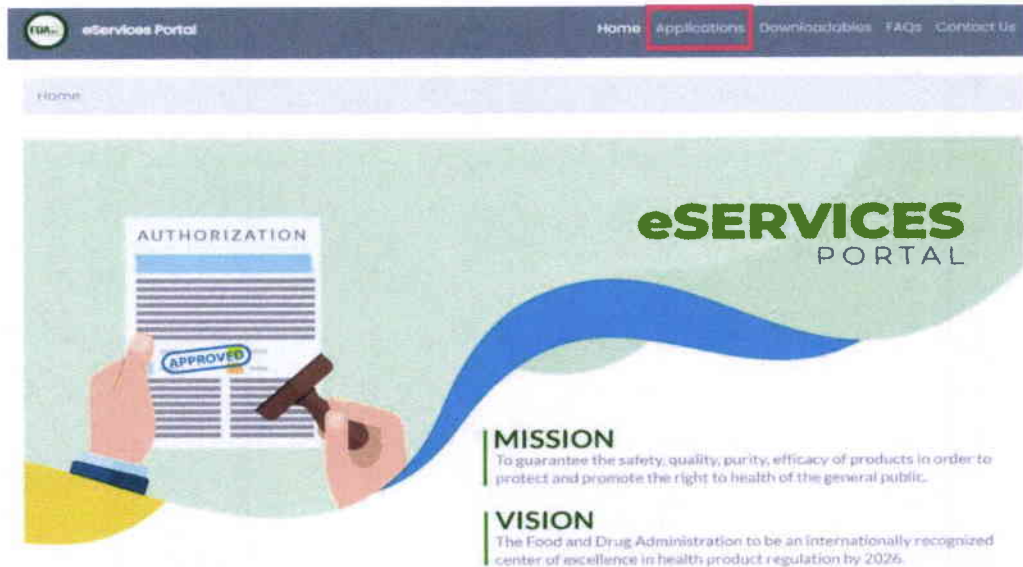 FDA
eServices Portal
Home Applications Downloadables FAQs Contact Us
Home
AUTHORIZATION
APPROVED
eSERVICES
PORTAL
MISSION
To guarantee the safety, quality, purity, efficacy of products in order to
protect and promote the right to health of the general public.
VISION
The Food and Drug Administration to be an internationally recognized
center of excellence in health product regulation by 2026.